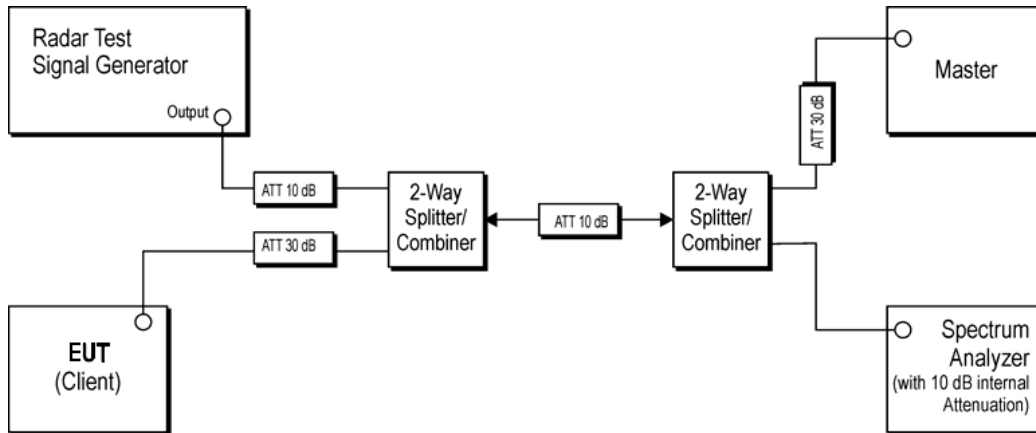 Radar Test
Signal Generator
Output
ATT 10 dB
2-Way
Splitter/
Combiner
ATT 30 dB
ATT 10 dB
2-Way
Splitter/
Combiner
ATT 30 dB
Master
EUT
(Client)
Spectrum
Analyzer
(with 10 dB internal
Attenuation)